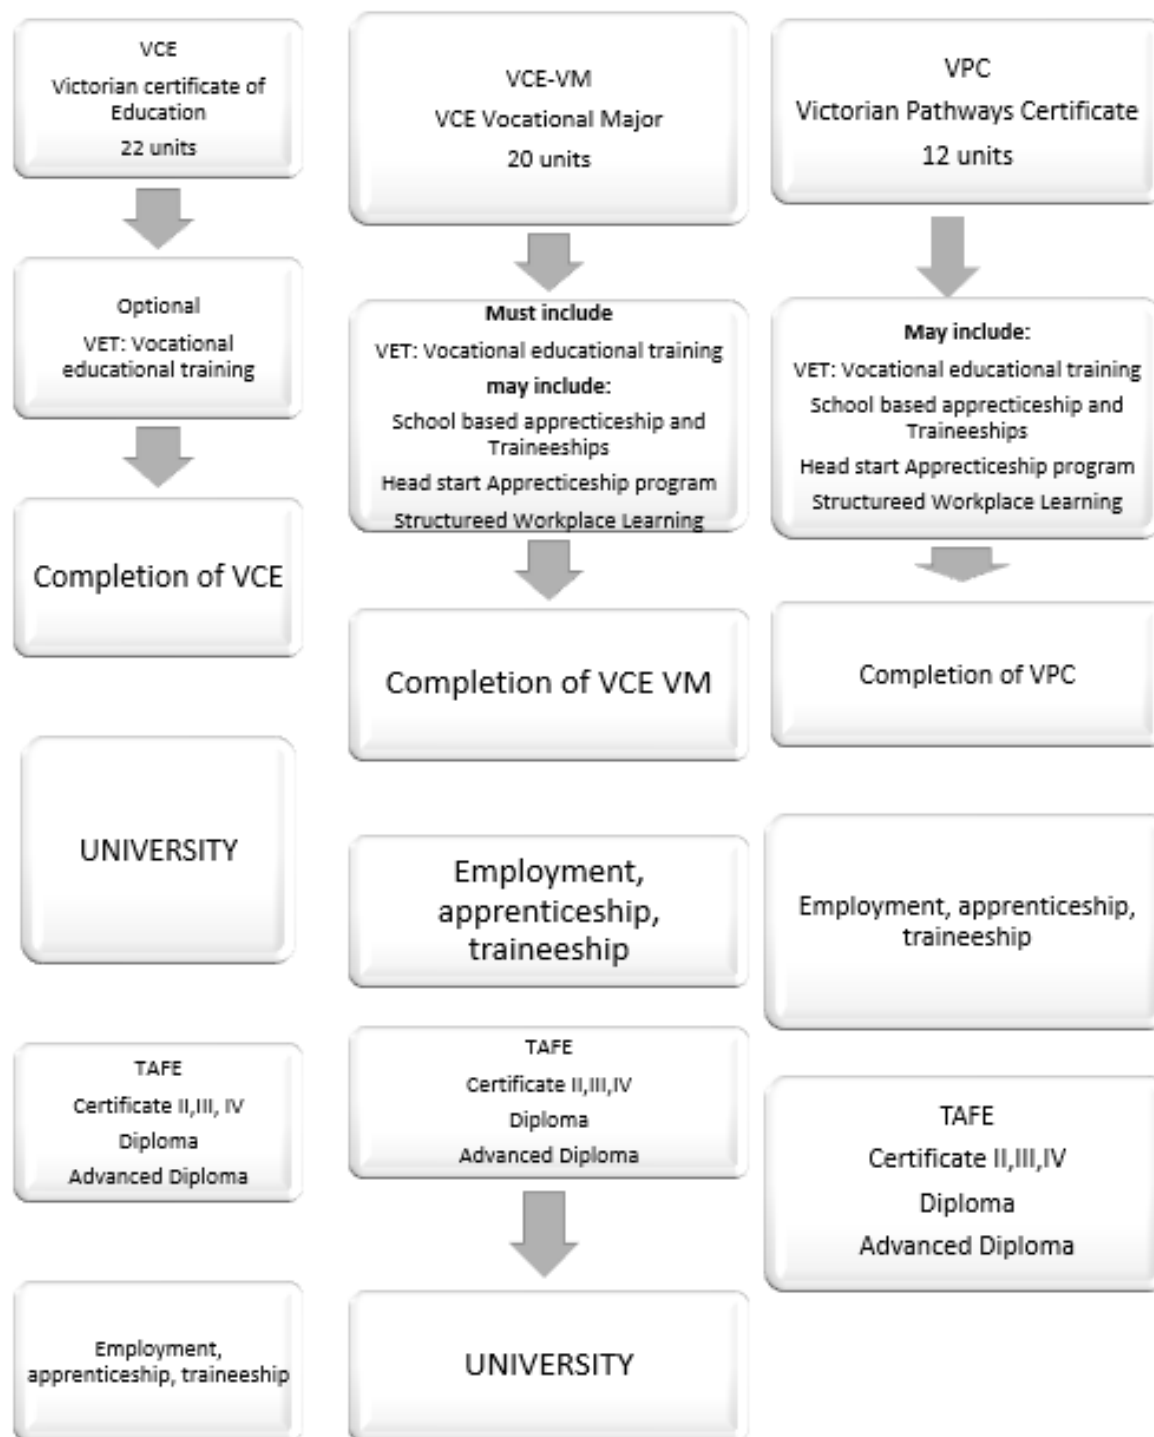 VCE
Victorian certificate of
Education
22 units
Optional
VET: Vocational
educational training
Completion of VCE
UNIVERSITY
TAFE
Certificate II,III, IV
Diploma
Advanced Diploma
Employment,
apprenticeship, traineeship
VCE-VM
VCE Vocational Major
20 units
Must include
VET: Vocational educational training
may include:
School based apprecticeship and
Traineeships
Head start Apprecticeship program
Structureed Workplace Learning
Completion of VCE VM
Employment,
apprenticeship,
traineeship
TAFE
Certificate II,III,IV
Diploma
Advanced Diploma
UNIVERSITY
VPC
Victorian Pathways Certificate
12 units
May include:
VET: Vocational educational training
School based apprecticeship and
Traineeships
Head start Apprecticeship program
Structureed Workplace Learning
Completion of VPC
Employment, apprenticeship,
traineeship
TAFE
Certificate II,III,IV
Diploma
Advanced Diploma